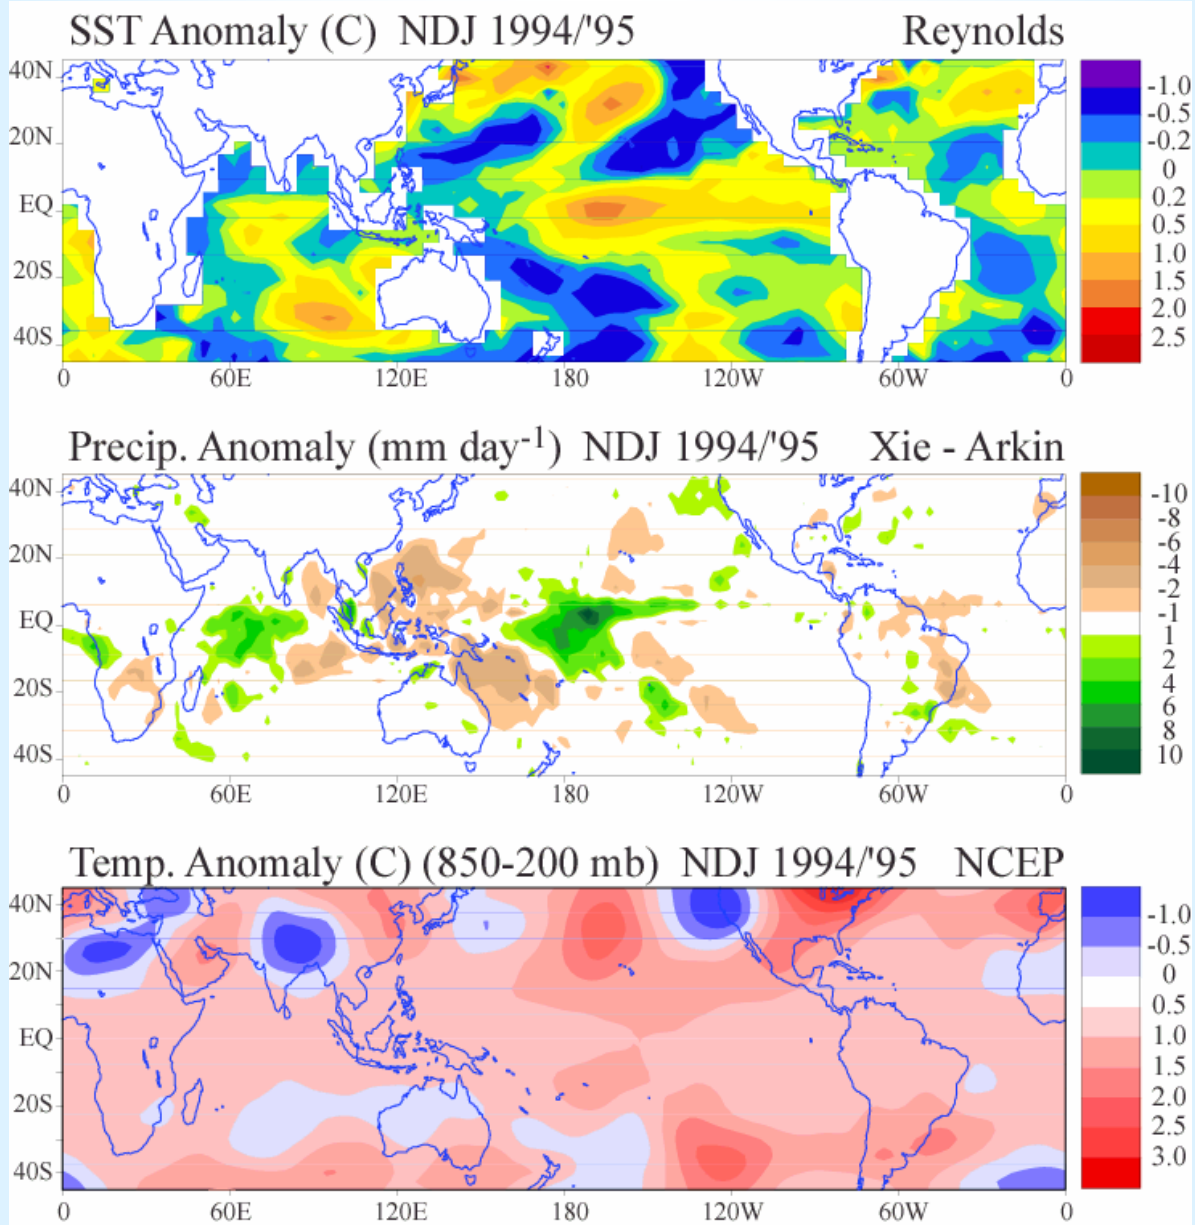 SST Anomaly (C) NDJ 1994/'95 Reynolds
40N
20N
EQ
20S
40S
0 60E 120E 180 120W 60W 0
-1.0
-0.5
-0.2
0
0.2
0.5
1.0
1.5
2.0
2.5
Precip. Anomaly (mm day-1) NDJ 1994/'95 Xie - Arkin
40N
20N
EQ
20S
40S
0 60E 120E 180 120W 60W 0
-10
-8
-6
-4
-2
-1
1
2
4
6
8
10
Temp. Anomaly (C) (850-200 mb) NDJ 1994/'95 NCEP
40N
20N
EQ
20S
40S
0 60E 120E 180 120W 60W 0
-1.0
-0.5
0
0.5
1.0
1.5
2.0
2.5
3.0